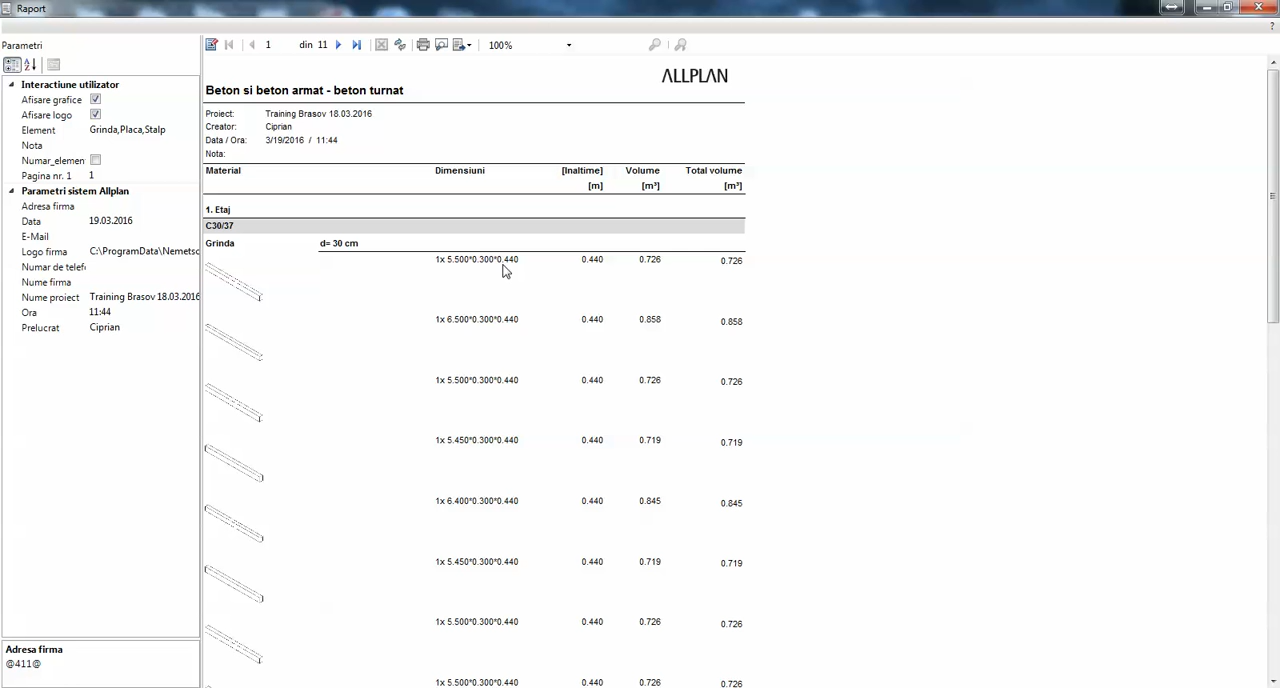 Raport
?
Parametri
Interactiune utilizator
Afisare grafice
Afisare logo
Element Grinda,Placa,Stalp
Nota
Numar_elemen
Pagina nr. 1 1
Parametri sistem Allplan
Adresa firma
Data 19.03.2016
E-Mail
Logo firma C:\ProgramData\Nemetsc
Numar de telef
Nume firma
Nume proiect Training Brasov 18.03.2016
Ora 11:44
Prelucrat Ciprian
Adresa firma
@411@
1 din 11 100%
ALLPLAN
Beton si beton armat - beton turnat
Proiect: Training Brasov 18.03.2016
Creator: Ciprian
Data / Ora: 3/19/2016 / 11:44
Nota:
Material Dimensiuni [Inaltime] Volume Total volume
[m] [m³] [m³]
1. Etaj
C30/37
Grinda d= 30 cm
1x 5.500*0.300*0.440 0.440 0.726 0.726
1x 6.500*0.300*0.440 0.440 0.858 0.858
1x 5.500*0.300*0.440 0.440 0.726 0.726
1x 5.450*0.300*0.440 0.440 0.719 0.719
1x 6.400*0.300*0.440 0.440 0.845 0.845
1x 5.450*0.300*0.440 0.440 0.719 0.719
1x 5.500*0.300*0.440 0.440 0.726 0.726
1x 5.500*0.300*0.440 0.440 0.726 0.726